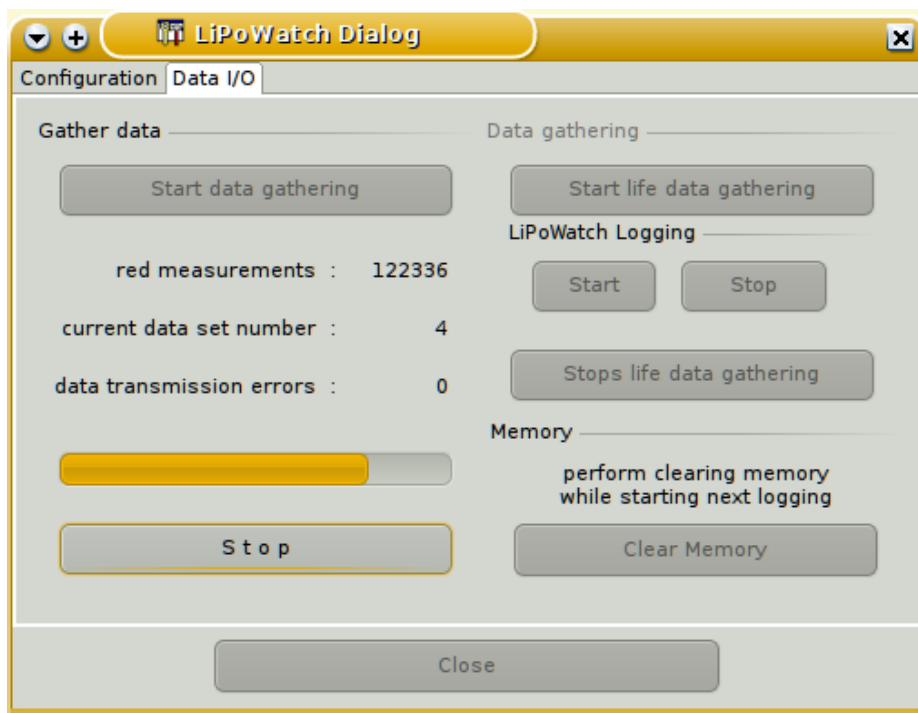 LiPoWatch Dialog
Configuration Data I/O
Gather data
Start data gathering
red measurements : 122336
current data set number : 4
data transmission errors : 0
S t o p
Data gathering
Start life data gathering
LiPoWatch Logging
Start Stop
Stops life data gathering
Memory
perform clearing memory
while starting next logging
Clear Memory
Close